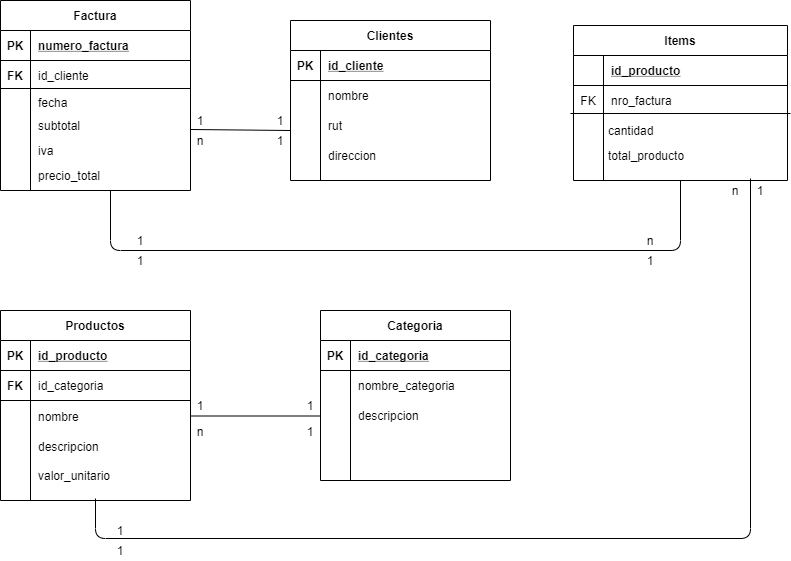 Factura
PK numero_factura
FK id_cliente
fecha
subtotal
iva
precio_total
Clientes
PK id_cliente
nombre
rut
direccion
Items
id_producto
FK nro_factura
cantidad
total_producto
1 1
n 1
n 1
1 n
1 1
Productos
PK id_producto
FK id_categoria
nombre
descripcion
valor_unitario
Categoria
PK id_categoria
nombre_categoria
descripcion
1 1
n 1
1
1